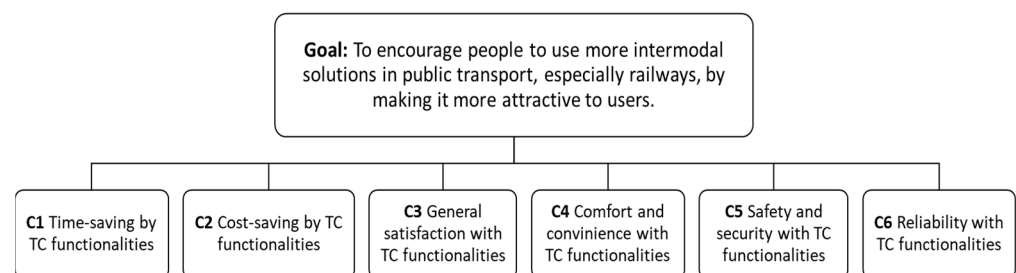 Goal: To encourage people to use more intermodal
solutions in public transport, especially railways, by
making it more attractive to users.
C1 Time-saving by
TC functionalities
C2 Cost-saving by TC
functionalities
C3 General
satisfaction with
TC functionalities
C4 Comfort and
convinience with
TC functionalities
C5 Safety and
security with TC
functionalities
C6 Reliability with
TC functionalities